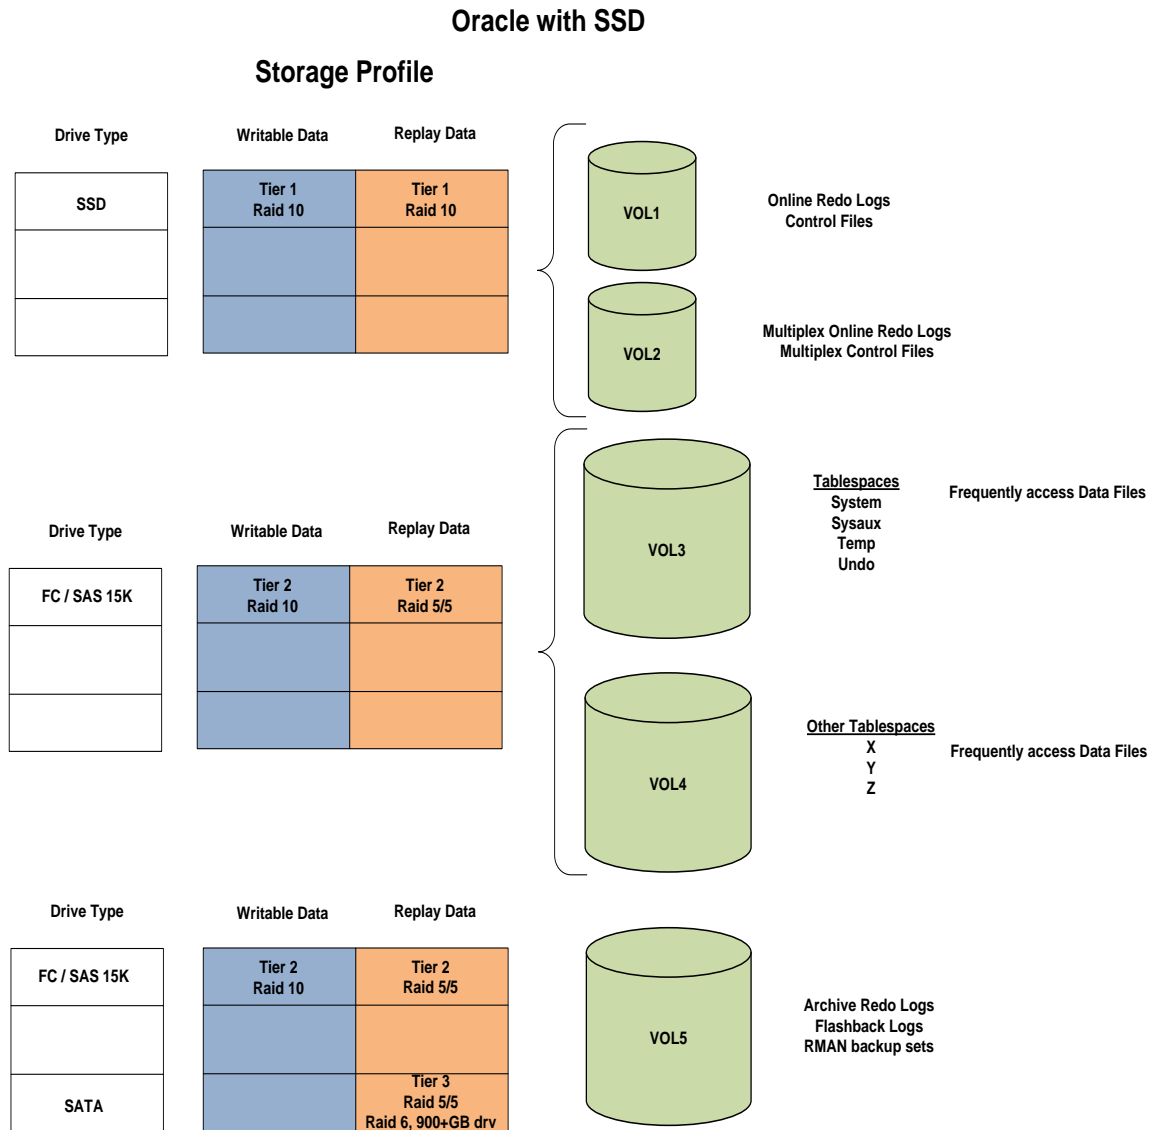 Oracle with SSD
Storage Profile
Drive Type
Writable Data
Replay Data
SSD
Tier 1
Raid 10
Tier 1
Raid 10
VOL1
Online Redo Logs
Control Files
VOL2
Multiplex Online Redo Logs
Multiplex Control Files
Drive Type
Writable Data
Replay Data
FC / SAS 15K
Tier 2
Raid 10
Tier 2
Raid 5/5
VOL3
Tablespaces
System
Sysaux
Temp
Undo
Frequently access Data Files
VOL4
Other Tablespaces
X
Y
Z
Frequently access Data Files
Drive Type
Writable Data
Replay Data
FC / SAS 15K
Tier 2
Raid 10
Tier 2
Raid 5/5
SATA
Tier 3
Raid 5/5
Raid 6, 900+GB drv
VOL5
Archive Redo Logs
Flashback Logs
RMAN backup sets